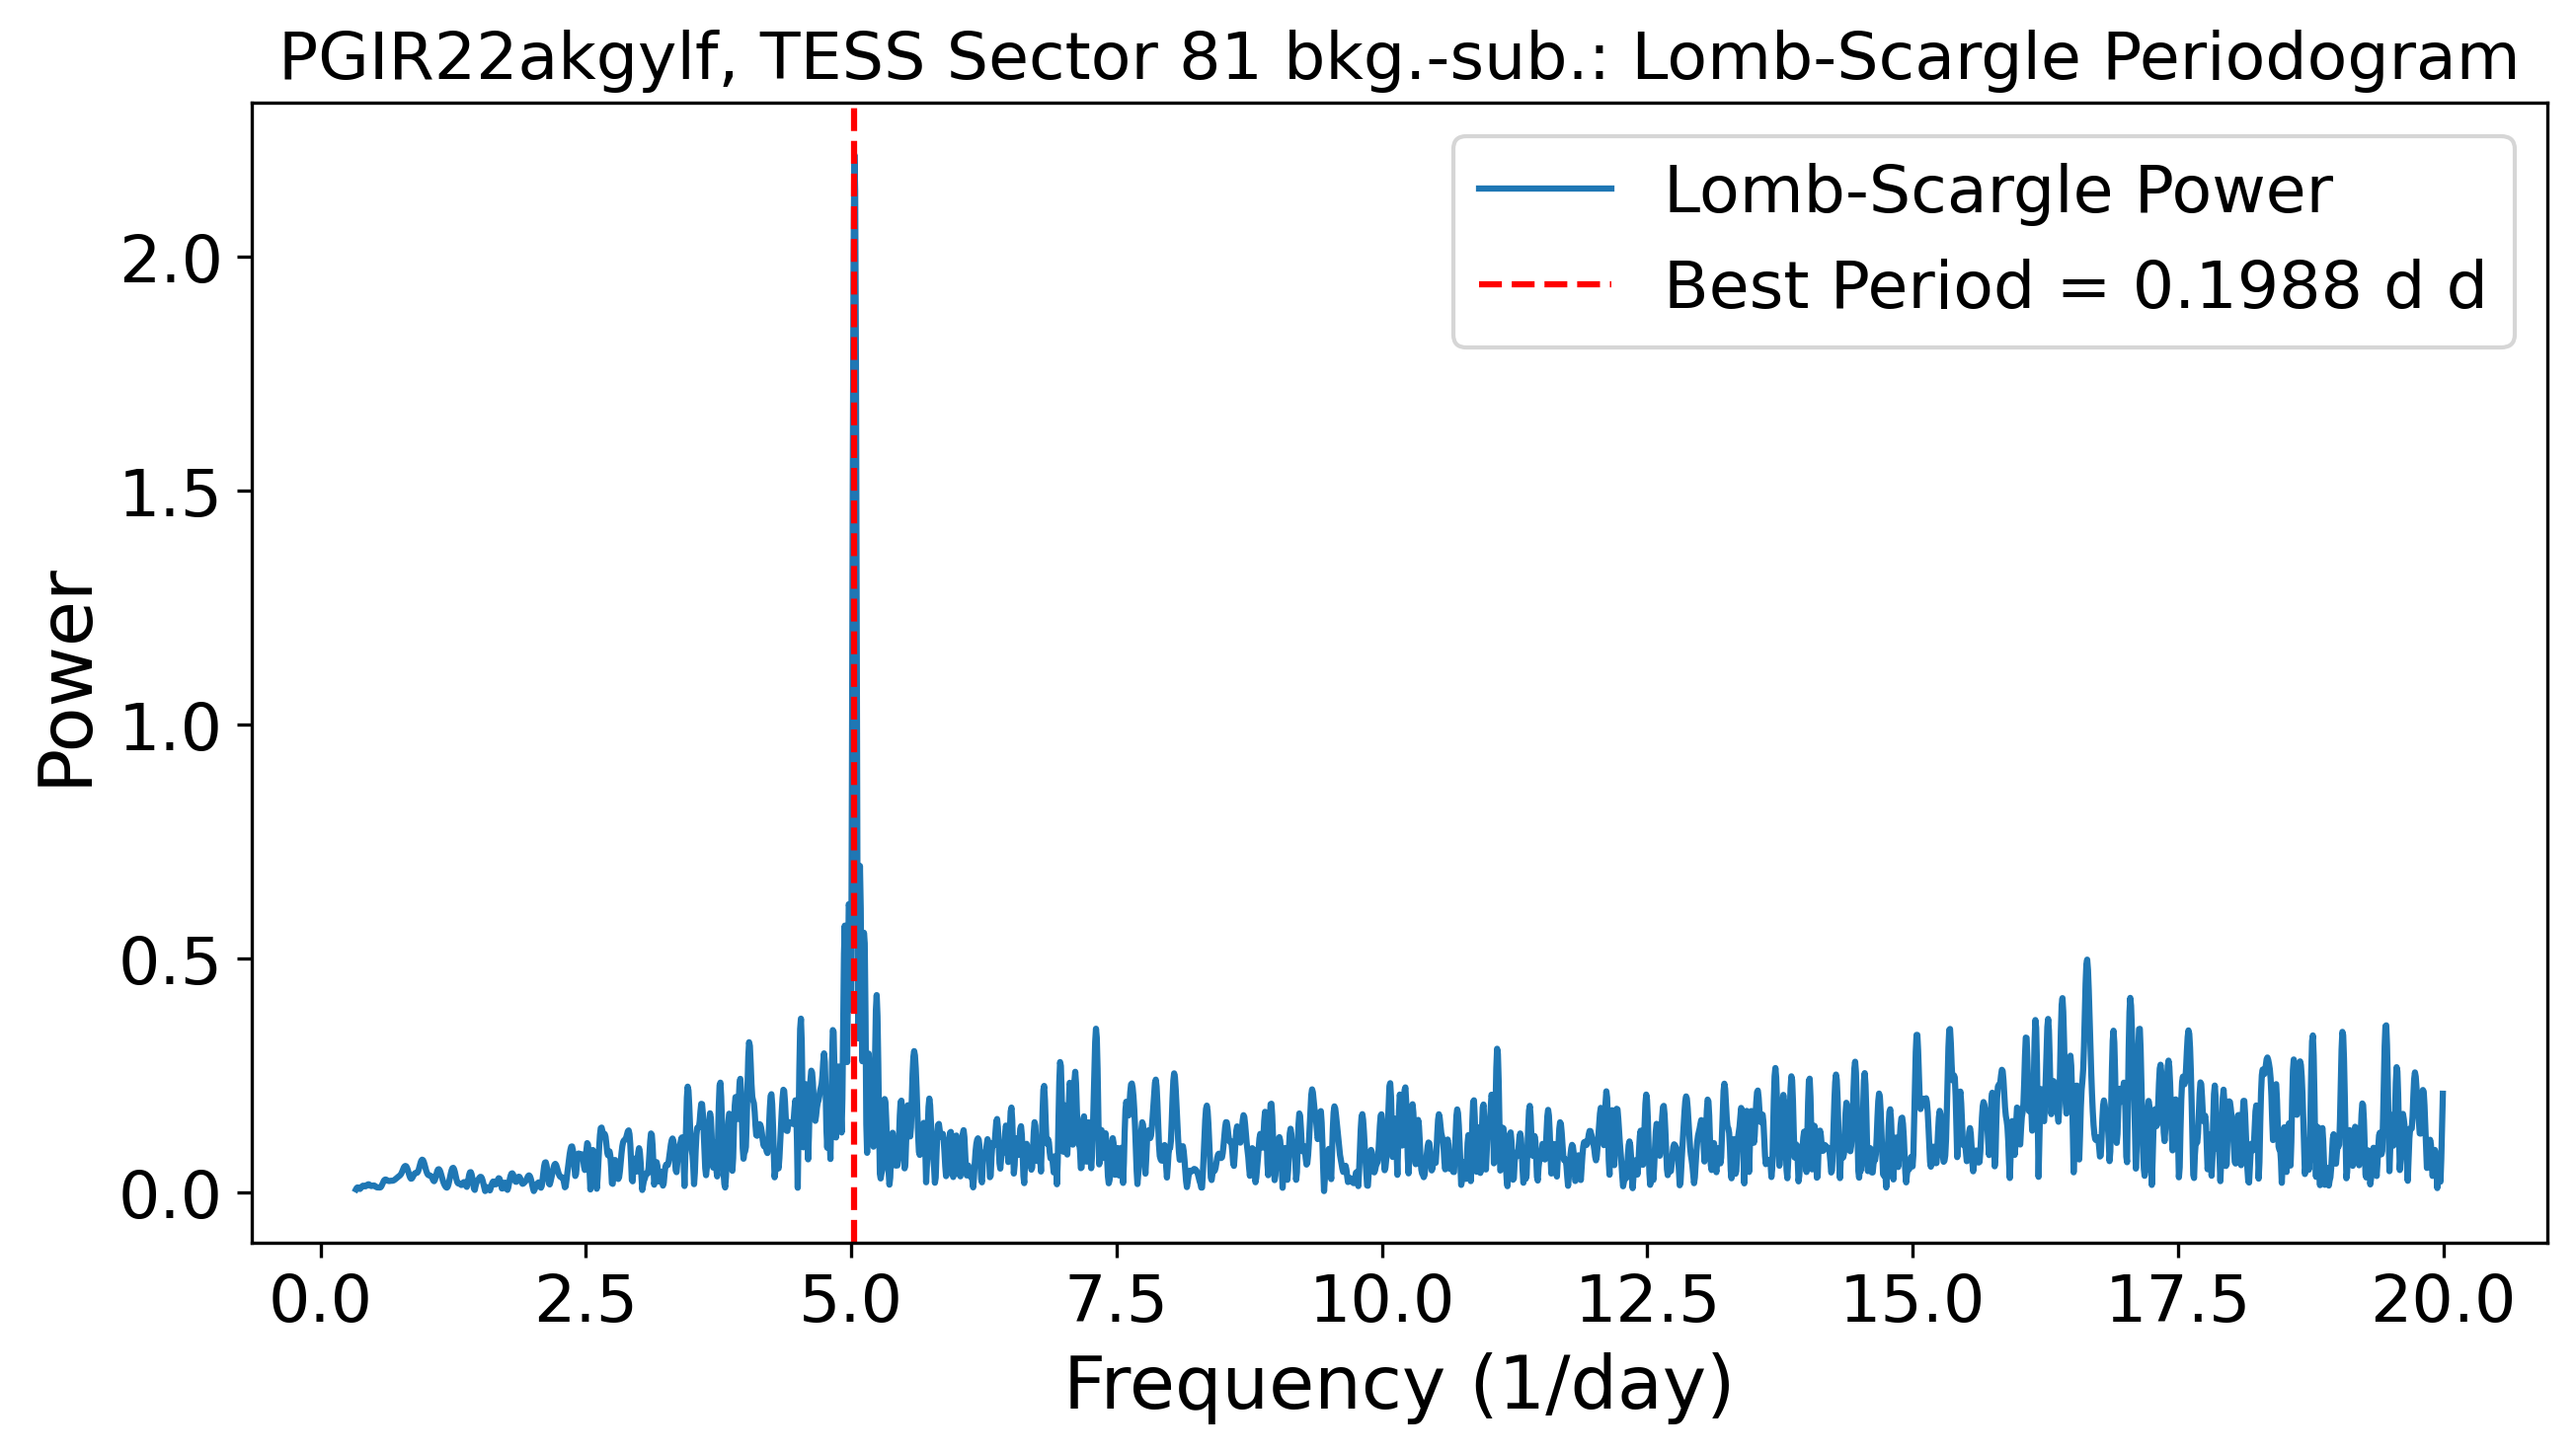 PGIR22akgylf, TESS Sector 81 bkg.-sub.: Lomb-Scargle Periodogram
Lomb-Scargle Power
Best Period = 0.1988 d d
Power
2.0
1.5
1.0
0.5
0.0
0.0 2.5 5.0 7.5 10.0 12.5 15.0 17.5 20.0
Frequency (1/day)